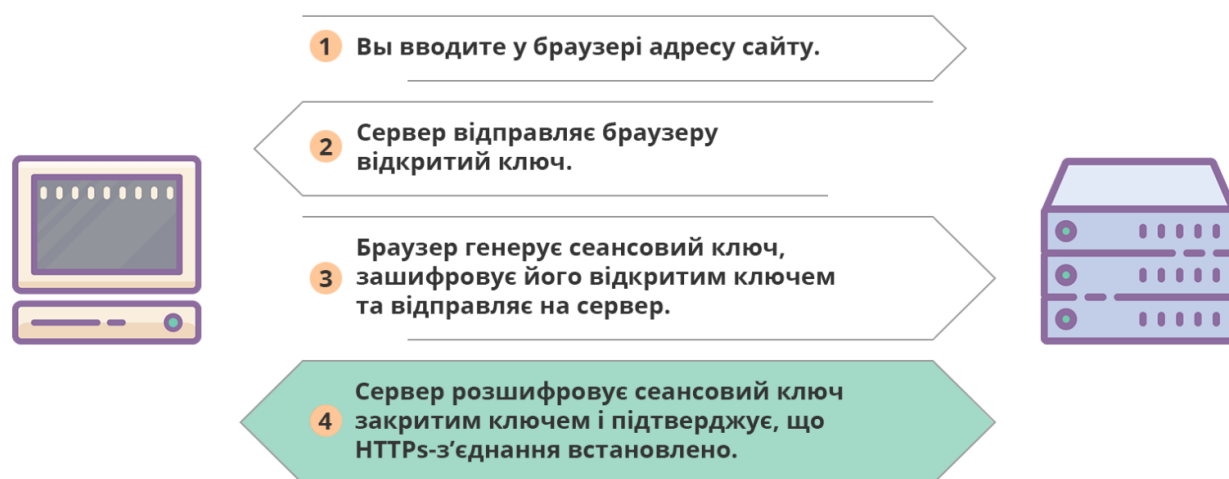 1 Вы вводите у браузері адресу сайту.
2 Сервер відправляє браузеру
відкритий ключ.
3 Браузер генерує сеансовий ключ,
зашифровує його відкритим ключем
та відправляє на сервер.
4 Сервер розшифровує сеансовий ключ
закритим ключем і підтверджує, що
HTTPs-з’єднання встановлено.